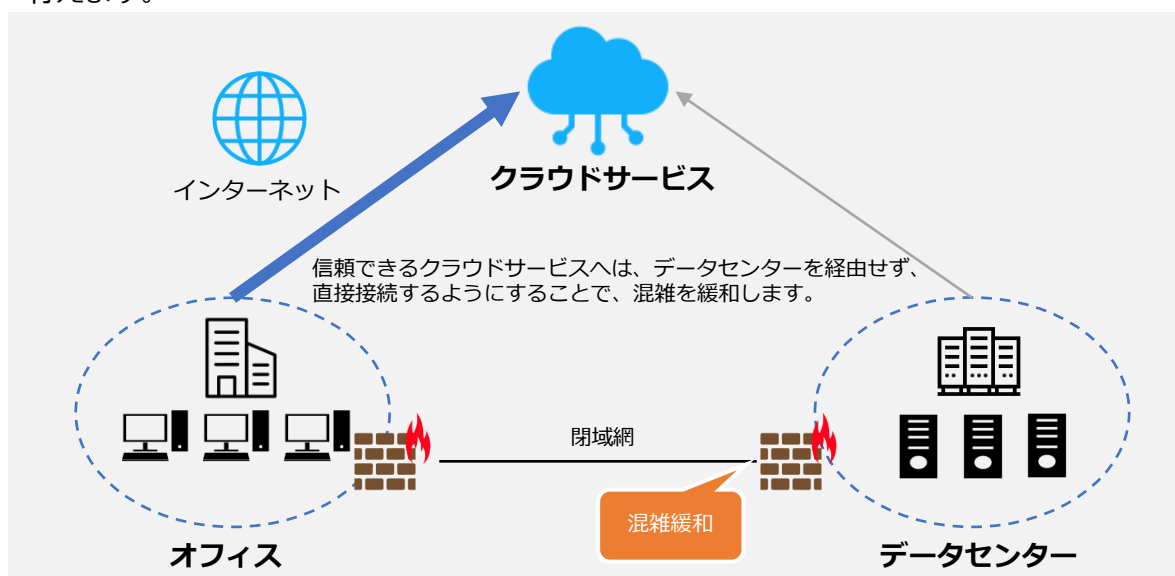 行えます。
インターネット
クラウドサービス
信頼できるクラウドサービスへは、データセンターを経由せず、
直接接続するようにすることで、混雑を緩和します。
閉域網
混雑緩和
オフィス
データセンター